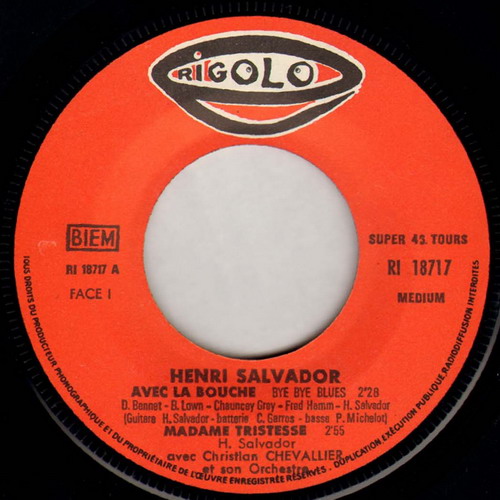 RIGOLO
BIEM
SUPER 45 TOURS
RI 18717 A
RI 18717
FACE I
MEDIUM
HENRI SALVADOR
AVEC LA BOUCHE BYE BYE BLUES 2'28
D. Bennet - B. Lown - Chauncey Gray - Fred Hamm - H. Salvador
(Guitare H. Salvador - batterie C. Garros - basse P. Michelot)
MADAME TRISTESSE 2'55
H. Salvador
avec Christian CHEVALLIER
et son Orchestre
TOUS DROITS DU PRODUCTEUR PHONOGRAPHIQUE ET DU PROPRIÉTAIRE DE L'ŒUVRE ENREGISTRÉE RÉSERVÉS. DUPLICATION EXÉCUTION PUBLIQUE, RADIODIFFUSION INTERDITES